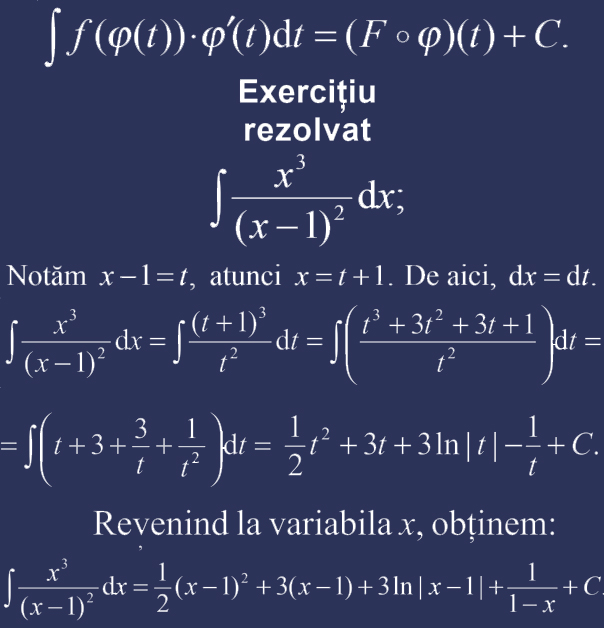 ∫ f(φ(t))·φ′(t)dt = (F ∘ φ)(t) + C.
Exercițiu
rezolvat
∫ x³/(x−1)² dx;
Notăm x−1=t, atunci x=t+1. De aici, dx=dt.
∫ x³/(x−1)² dx = ∫ (t+1)³/t² dt = ∫( (t³+3t²+3t+1)/t² )dt =
= ∫( t+3+3/t+1/t² )dt = 1/2 t² + 3t + 3ln|t| − 1/t + C.
Revenind la variabila x, obținem:
∫ x³/(x−1)² dx = 1/2 (x−1)² + 3(x−1) + 3ln|x−1| + 1/(1−x) + C.